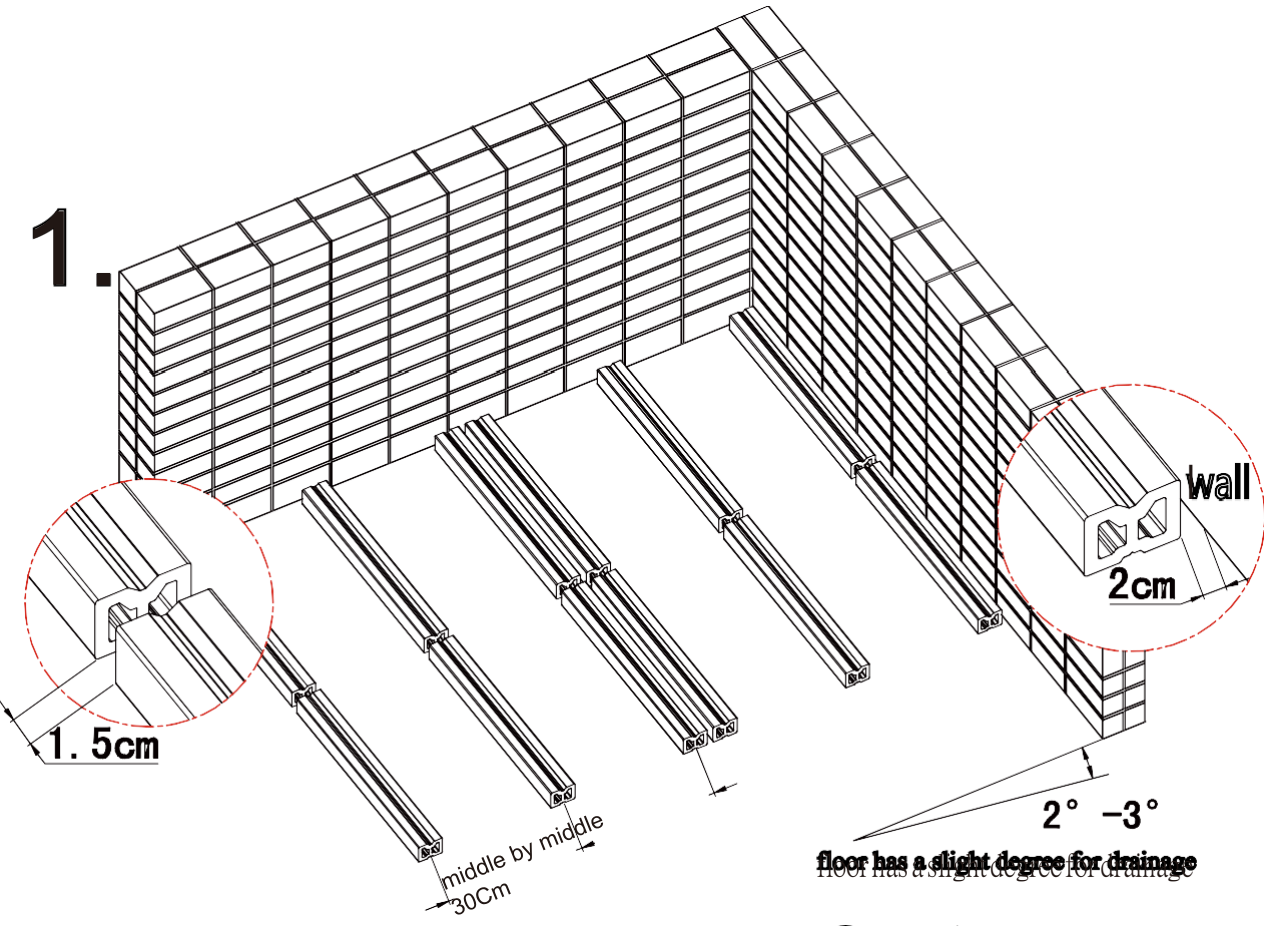 1.
wall
2cm
1.5cm
middle by middle
30Cm
2° -3°
floor has a slight degree for drainage